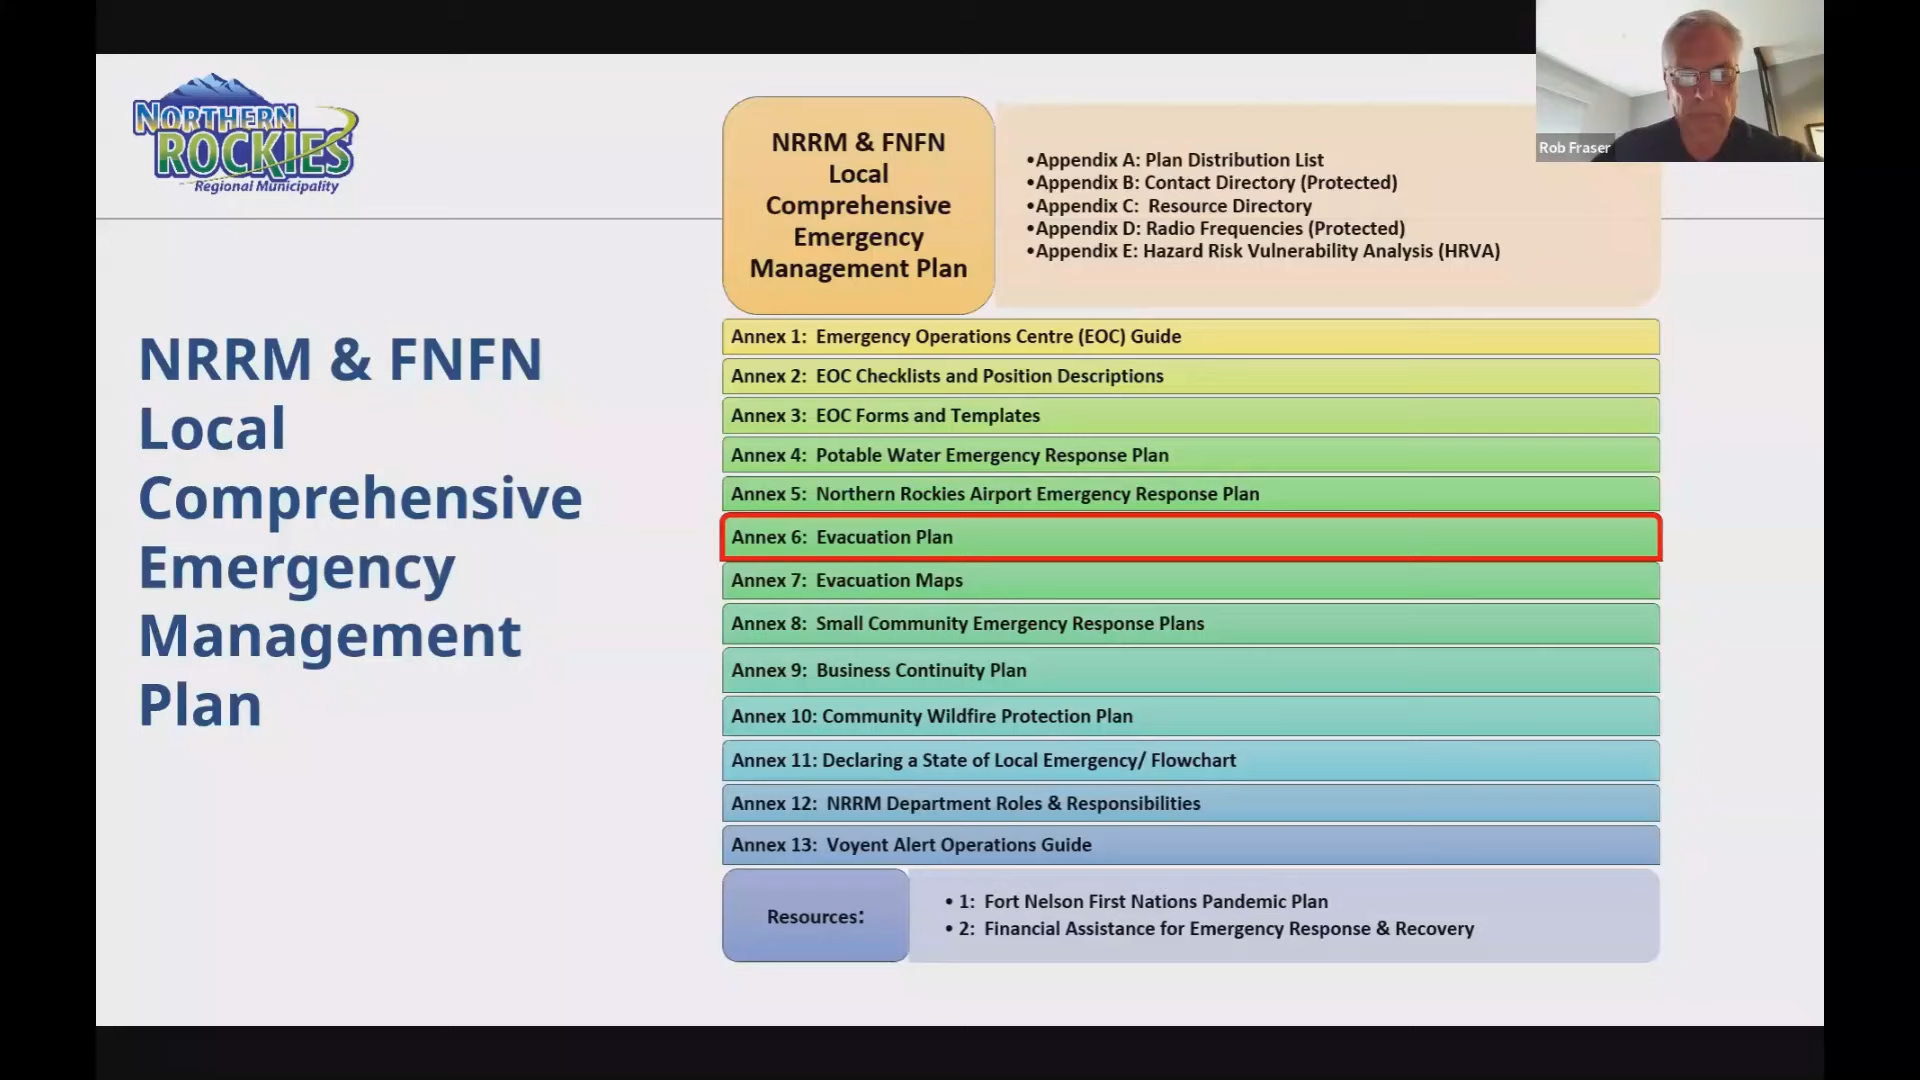 NORTHERN
ROCKIES
Regional Municipality
NRRM & FNFN
Local
Comprehensive
Emergency
Management
Plan
NRRM & FNFN
Local
Comprehensive
Emergency
Management Plan
•Appendix A: Plan Distribution List
•Appendix B: Contact Directory (Protected)
•Appendix C:  Resource Directory
•Appendix D: Radio Frequencies (Protected)
•Appendix E: Hazard Risk Vulnerability Analysis (HRVA)
Annex 1:  Emergency Operations Centre (EOC) Guide
Annex 2:  EOC Checklists and Position Descriptions
Annex 3:  EOC Forms and Templates
Annex 4:  Potable Water Emergency Response Plan
Annex 5:  Northern Rockies Airport Emergency Response Plan
Annex 6:  Evacuation Plan
Annex 7:  Evacuation Maps
Annex 8:  Small Community Emergency Response Plans
Annex 9:  Business Continuity Plan
Annex 10: Community Wildfire Protection Plan
Annex 11: Declaring a State of Local Emergency/ Flowchart
Annex 12:  NRRM Department Roles & Responsibilities
Annex 13:  Voyent Alert Operations Guide
Resources:
• 1:  Fort Nelson First Nations Pandemic Plan
• 2:  Financial Assistance for Emergency Response & Recovery
Rob Fraser